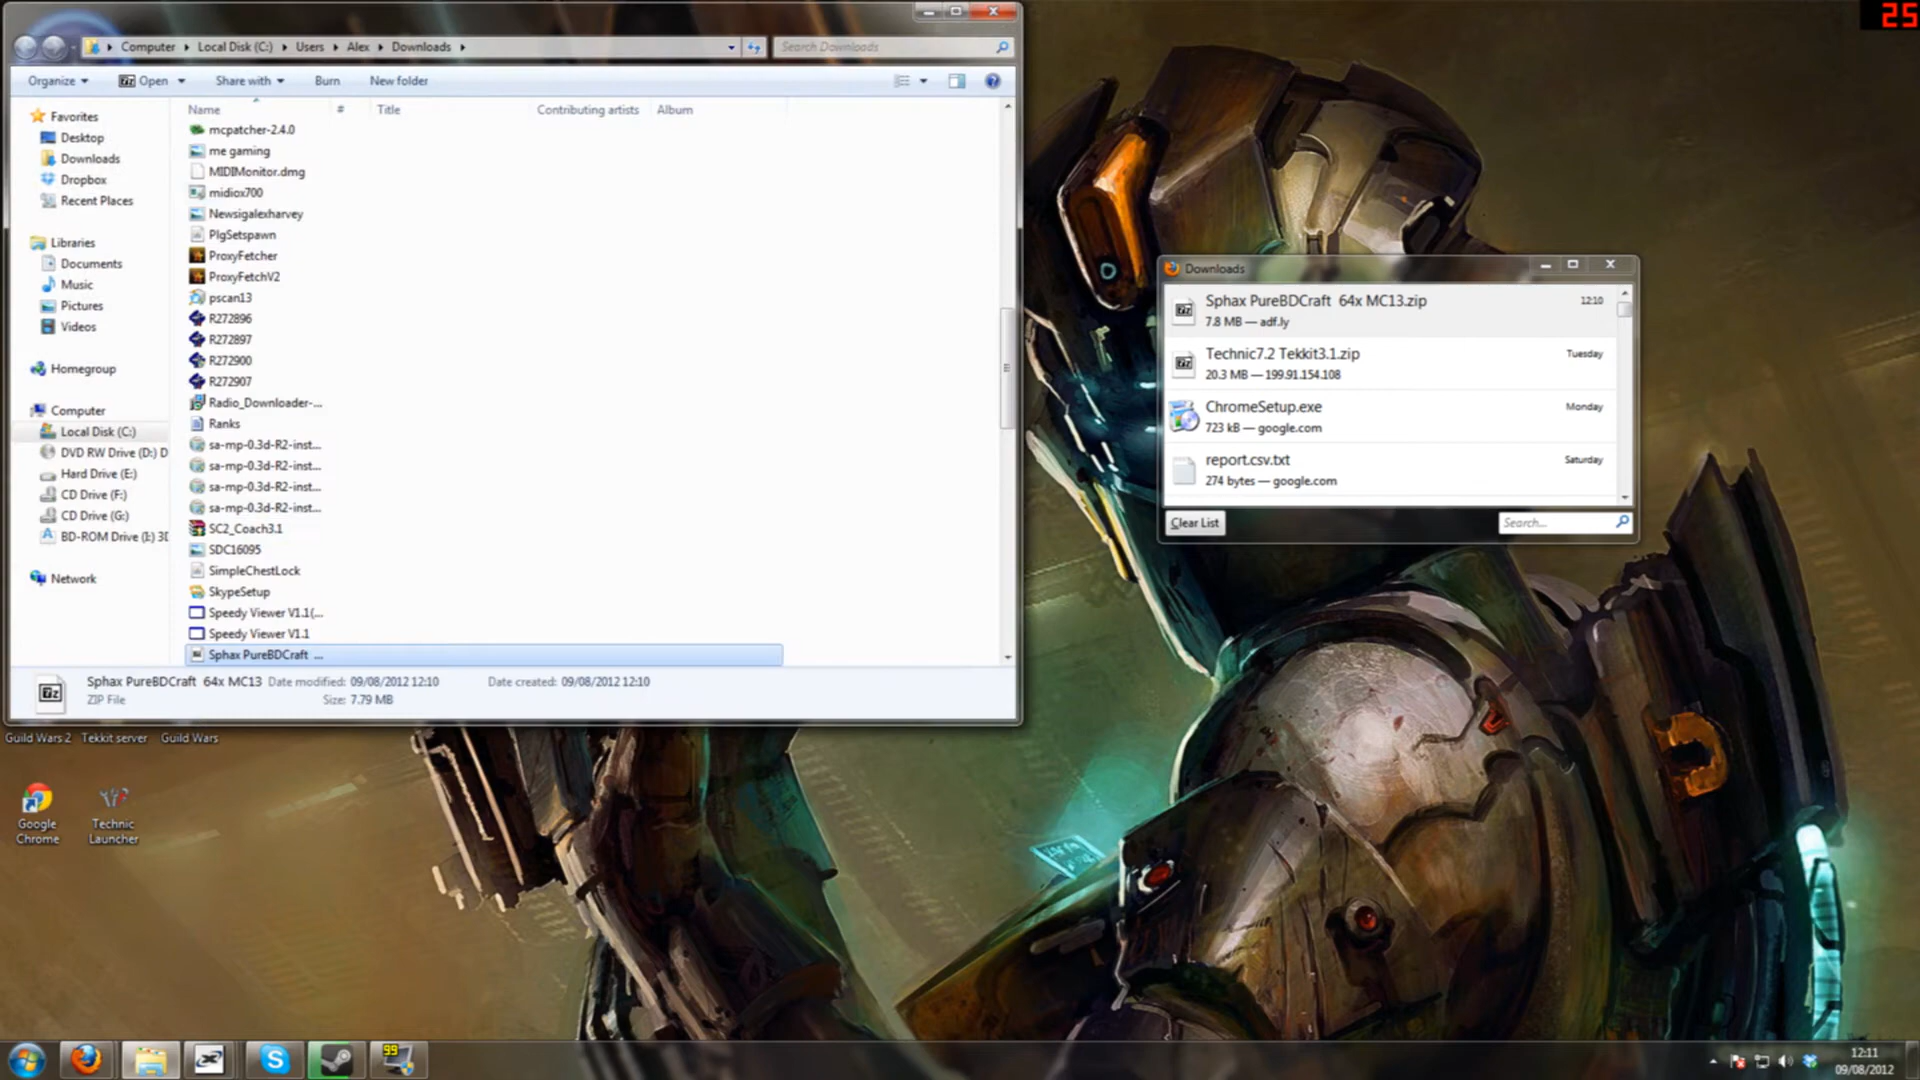 25
Computer Local Disk (C:) Users Alex Downloads
Search Downloads
Organize Open Share with Burn New folder
Name # Title Contributing artists Album
Favorites
Desktop
Downloads
Dropbox
Recent Places
Libraries
Documents
Music
Pictures
Videos
Homegroup
Computer
Local Disk (C:)
DVD RW Drive (D:) D
Hard Drive (E:)
CD Drive (F:)
CD Drive (G:)
BD-ROM Drive (I:) 3D
Network
mcpatcher-2.4.0
me gaming
MIDIMonitor.dmg
midiox700
Newsigalexharvey
PlgSetspawn
ProxyFetcher
ProxyFetchV2
pscan13
R272896
R272897
R272900
R272907
Radio_Downloader-...
Ranks
sa-mp-0.3d-R2-inst...
sa-mp-0.3d-R2-inst...
sa-mp-0.3d-R2-inst...
sa-mp-0.3d-R2-inst...
SC2_Coach3.1
SDC16095
SimpleChestLock
SkypeSetup
Speedy Viewer V1.1(...
Speedy Viewer V1.1
Sphax PureBDCraft ...
Sphax PureBDCraft 64x MC13 Date modified: 09/08/2012 12:10 Date created: 09/08/2012 12:10
ZIP File Size: 7.79 MB
Downloads
Sphax PureBDCraft 64x MC13.zip 12:10
7.8 MB — adf.ly
Technic7.2 Tekkit3.1.zip Tuesday
20.3 MB — 199.91.154.108
ChromeSetup.exe Monday
723 kB — google.com
report.csv.txt Saturday
274 bytes — google.com
Clear List
Search...
Guild Wars 2 Tekkit server Guild Wars
Google Chrome
Technic Launcher
99
12:11
09/08/2012